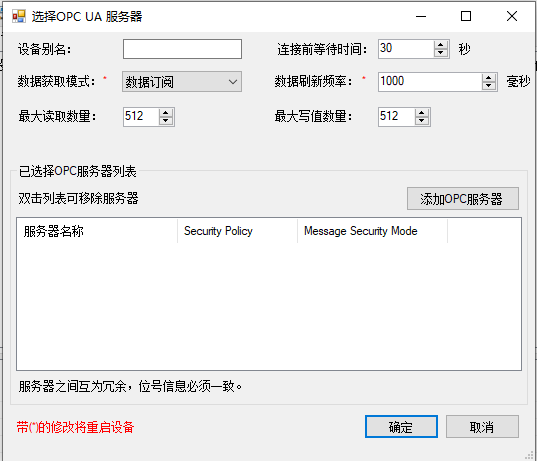 选择OPC UA 服务器
设备别名： 连接前等待时间： 30 秒
数据获取模式：* 数据订阅 数据刷新频率：* 1000 毫秒
最大读取数量： 512 最大写值数量： 512
已选择OPC服务器列表
双击列表可移除服务器 添加OPC服务器
服务器名称 Security Policy Message Security Mode
服务器之间互为冗余，位号信息必须一致。
带(*)的修改将重启设备 确定 取消